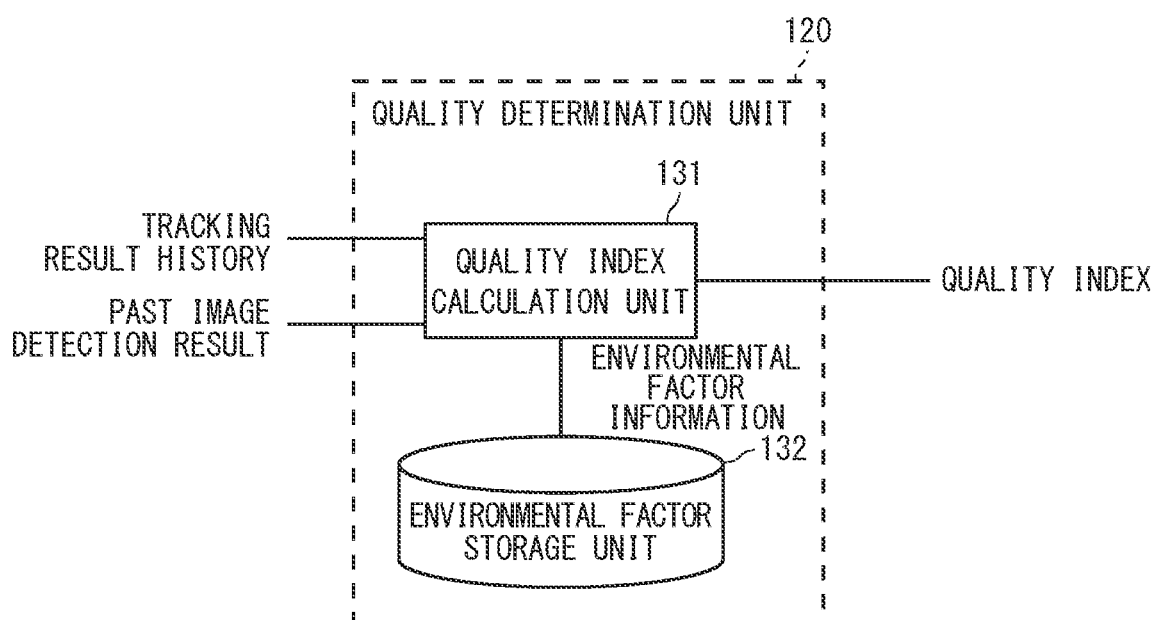 120
QUALITY DETERMINATION UNIT
131
TRACKING
RESULT HISTORY
QUALITY INDEX
CALCULATION UNIT
QUALITY INDEX
PAST IMAGE
DETECTION RESULT
ENVIRONMENTAL
FACTOR
INFORMATION
132
ENVIRONMENTAL FACTOR
STORAGE UNIT